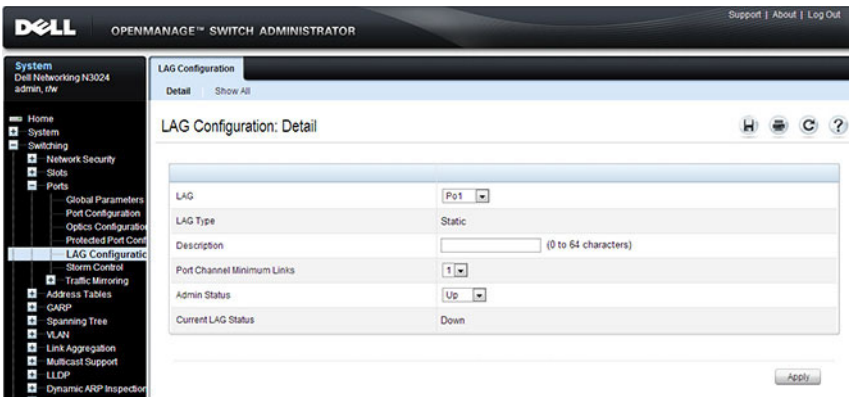 Support | About | Log Out
DELL OPENMANAGE™ SWITCH ADMINISTRATOR
System
Dell Networking N3024
admin, r/w
Home
System
Switching
Network Security
Slots
Ports
Global Parameters
Port Configuration
Optics Configuratio
Protected Port Conf
LAG Configuratic
Storm Control
Traffic Mirroring
Address Tables
GARP
Spanning Tree
VLAN
Link Aggregation
Multicast Support
LLDP
Dynamic ARP Inspection
LAG Configuration
Detail Show All
LAG Configuration: Detail
?
LAG Po1
LAG Type Static
Description (0 to 64 characters)
Port Channel Minimum Links 1
Admin Status Up
Current LAG Status Down
Apply